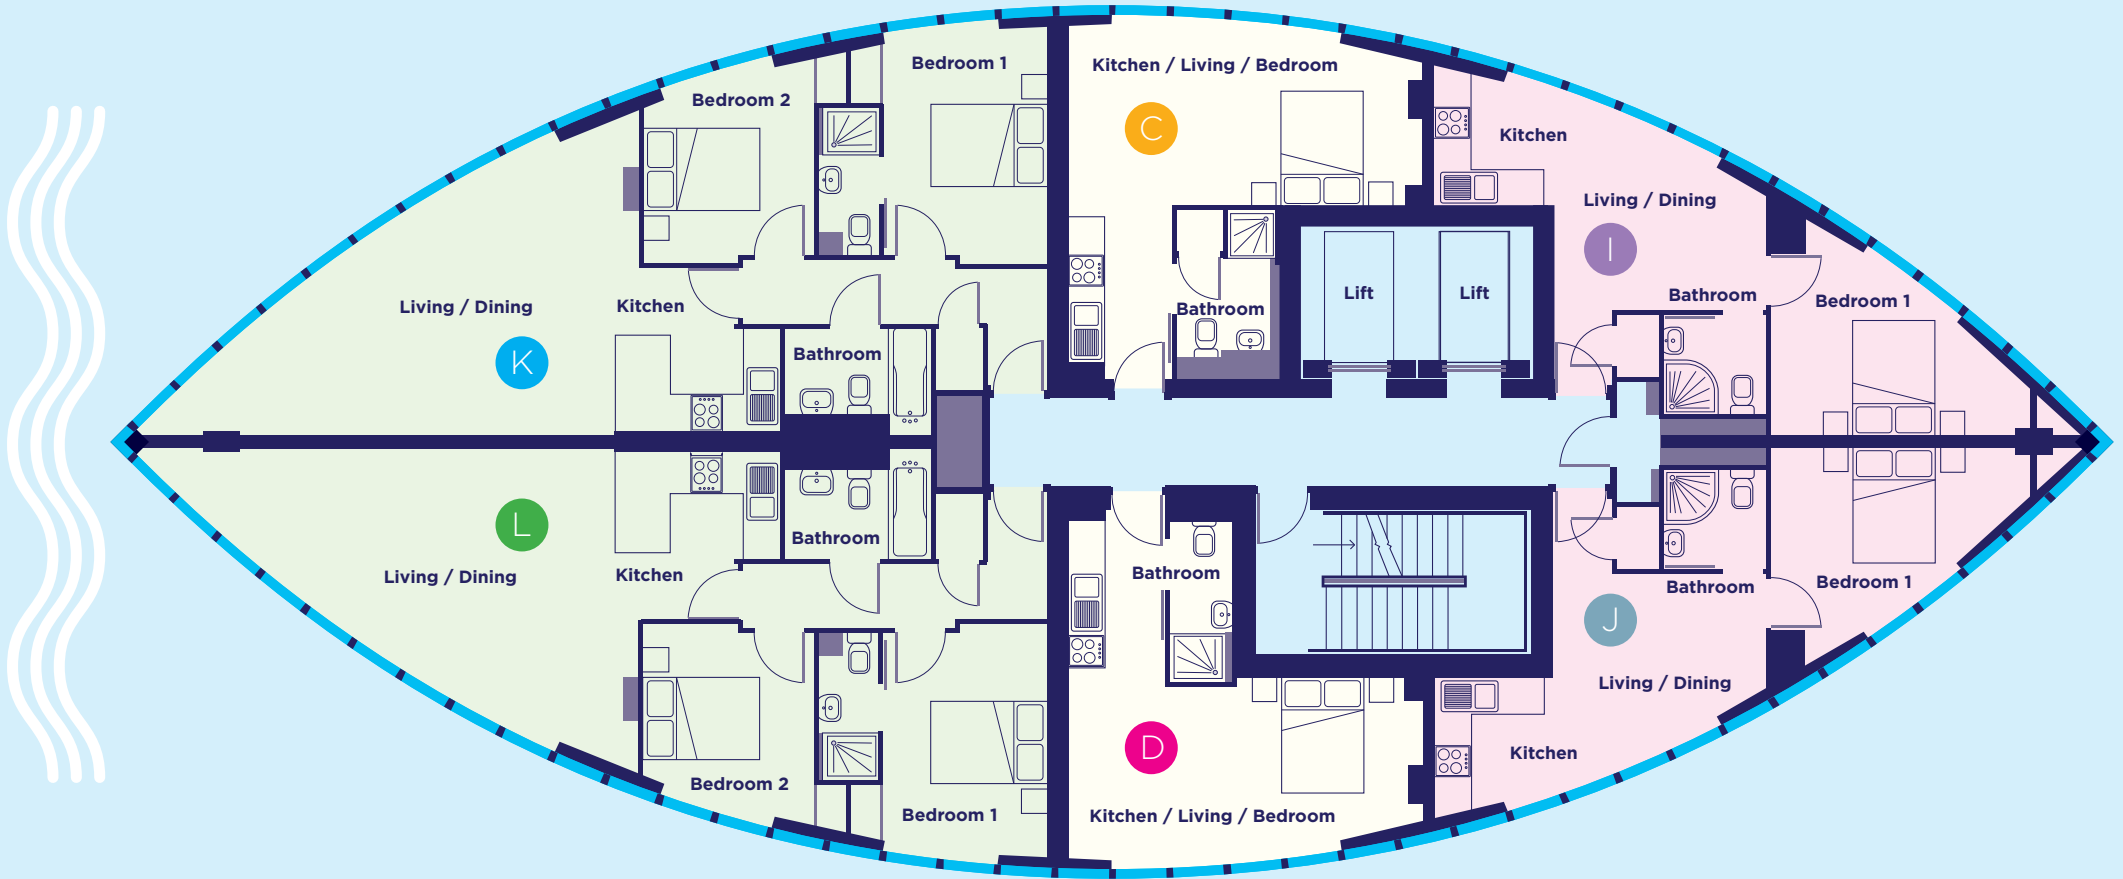 Bedroom 1
Kitchen / Living / Bedroom
Bedroom 2
C
Kitchen
Living / Dining
I
Lift
Lift
Bathroom
Bathroom
Bedroom 1
Living / Dining
Kitchen
K
Bathroom
L
Bathroom
Living / Dining
Kitchen
Bathroom
Bathroom
Bedroom 1
J
Living / Dining
D
Kitchen
Bedroom 2
Bedroom 1
Kitchen / Living / Bedroom